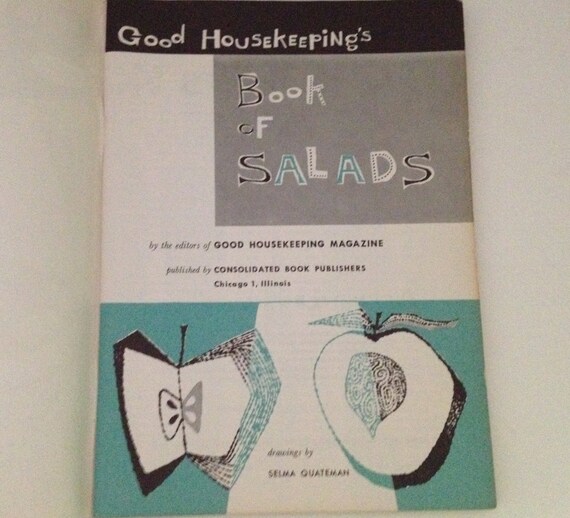 Good Housekeeping's
Book
of
SALADS
by the editors of GOOD HOUSEKEEPING MAGAZINE
published by CONSOLIDATED BOOK PUBLISHERS
Chicago 1, Illinois
drawings by
SELMA QUATEMAN